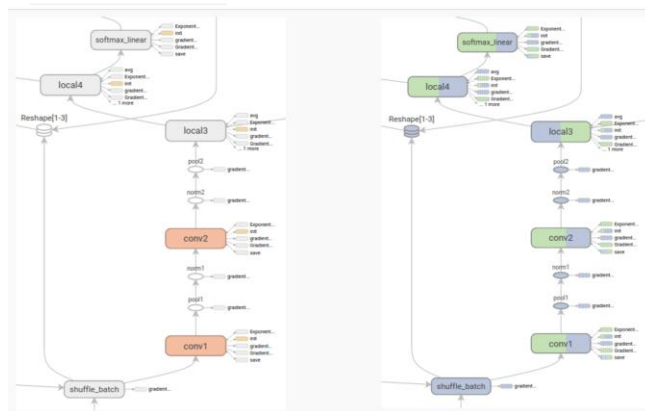 softmax_linear
Exponent...
init
gradient...
Gradient...
save
local4
avg
Exponent...
init
gradient...
Gradient...
... 1 more
Reshape[1-3]
local3
avg
Exponent...
init
gradient...
Gradient...
... 1 more
pool2
gradient...
norm2
gradient...
conv2
Exponent...
init
gradient...
Gradient...
save
norm1
gradient...
pool1
gradient...
conv1
Exponent...
init
gradient...
Gradient...
save
shuffle_batch
gradient...
softmax_linear
Exponent...
init
gradient...
Gradient...
save
local4
avg
Exponent...
init
gradient...
Gradient...
... 1 more
Reshape[1-3]
local3
avg
Exponent...
init
gradient...
Gradient...
... 1 more
pool2
gradient...
norm2
gradient...
conv2
Exponent...
init
gradient...
Gradient...
save
norm1
gradient...
pool1
gradient...
conv1
Exponent...
init
gradient...
Gradient...
save
shuffle_batch
gradient...